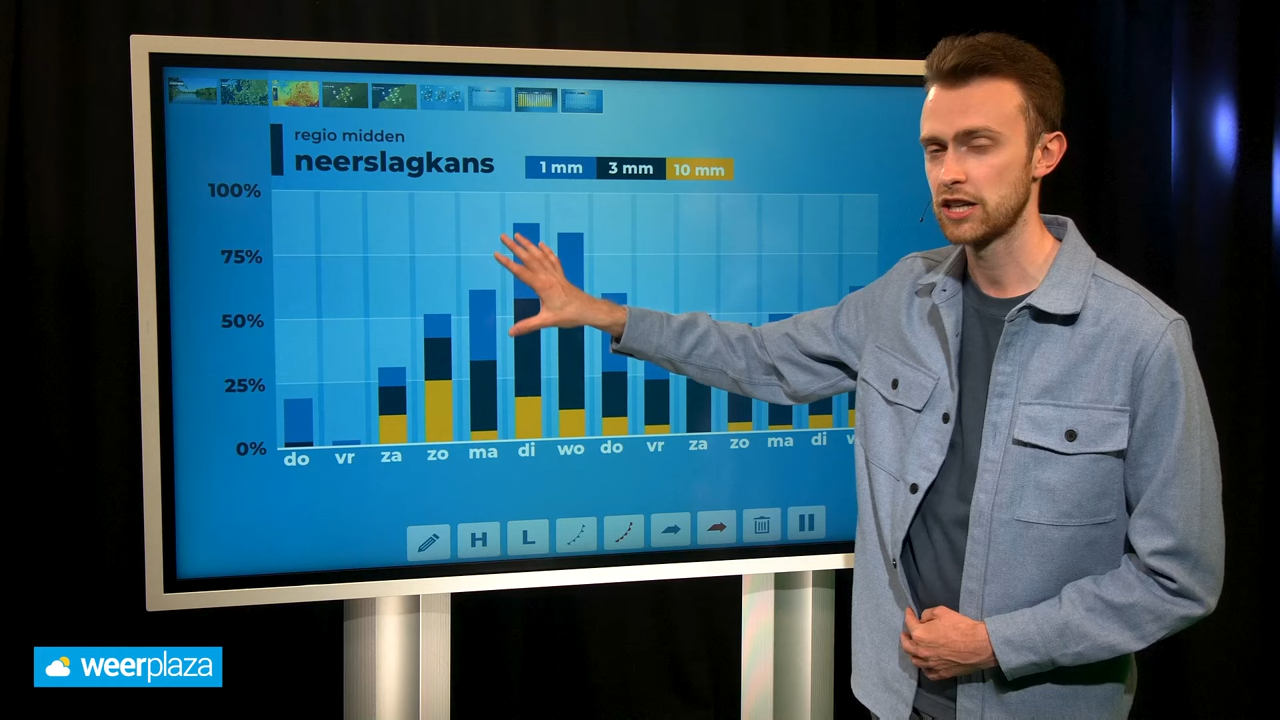 regio midden
neerslagkans
1 mm 3 mm 10 mm
100%
75%
50%
25%
0%
do vr za zo ma di wo do vr za zo ma di
H L
weerplaza